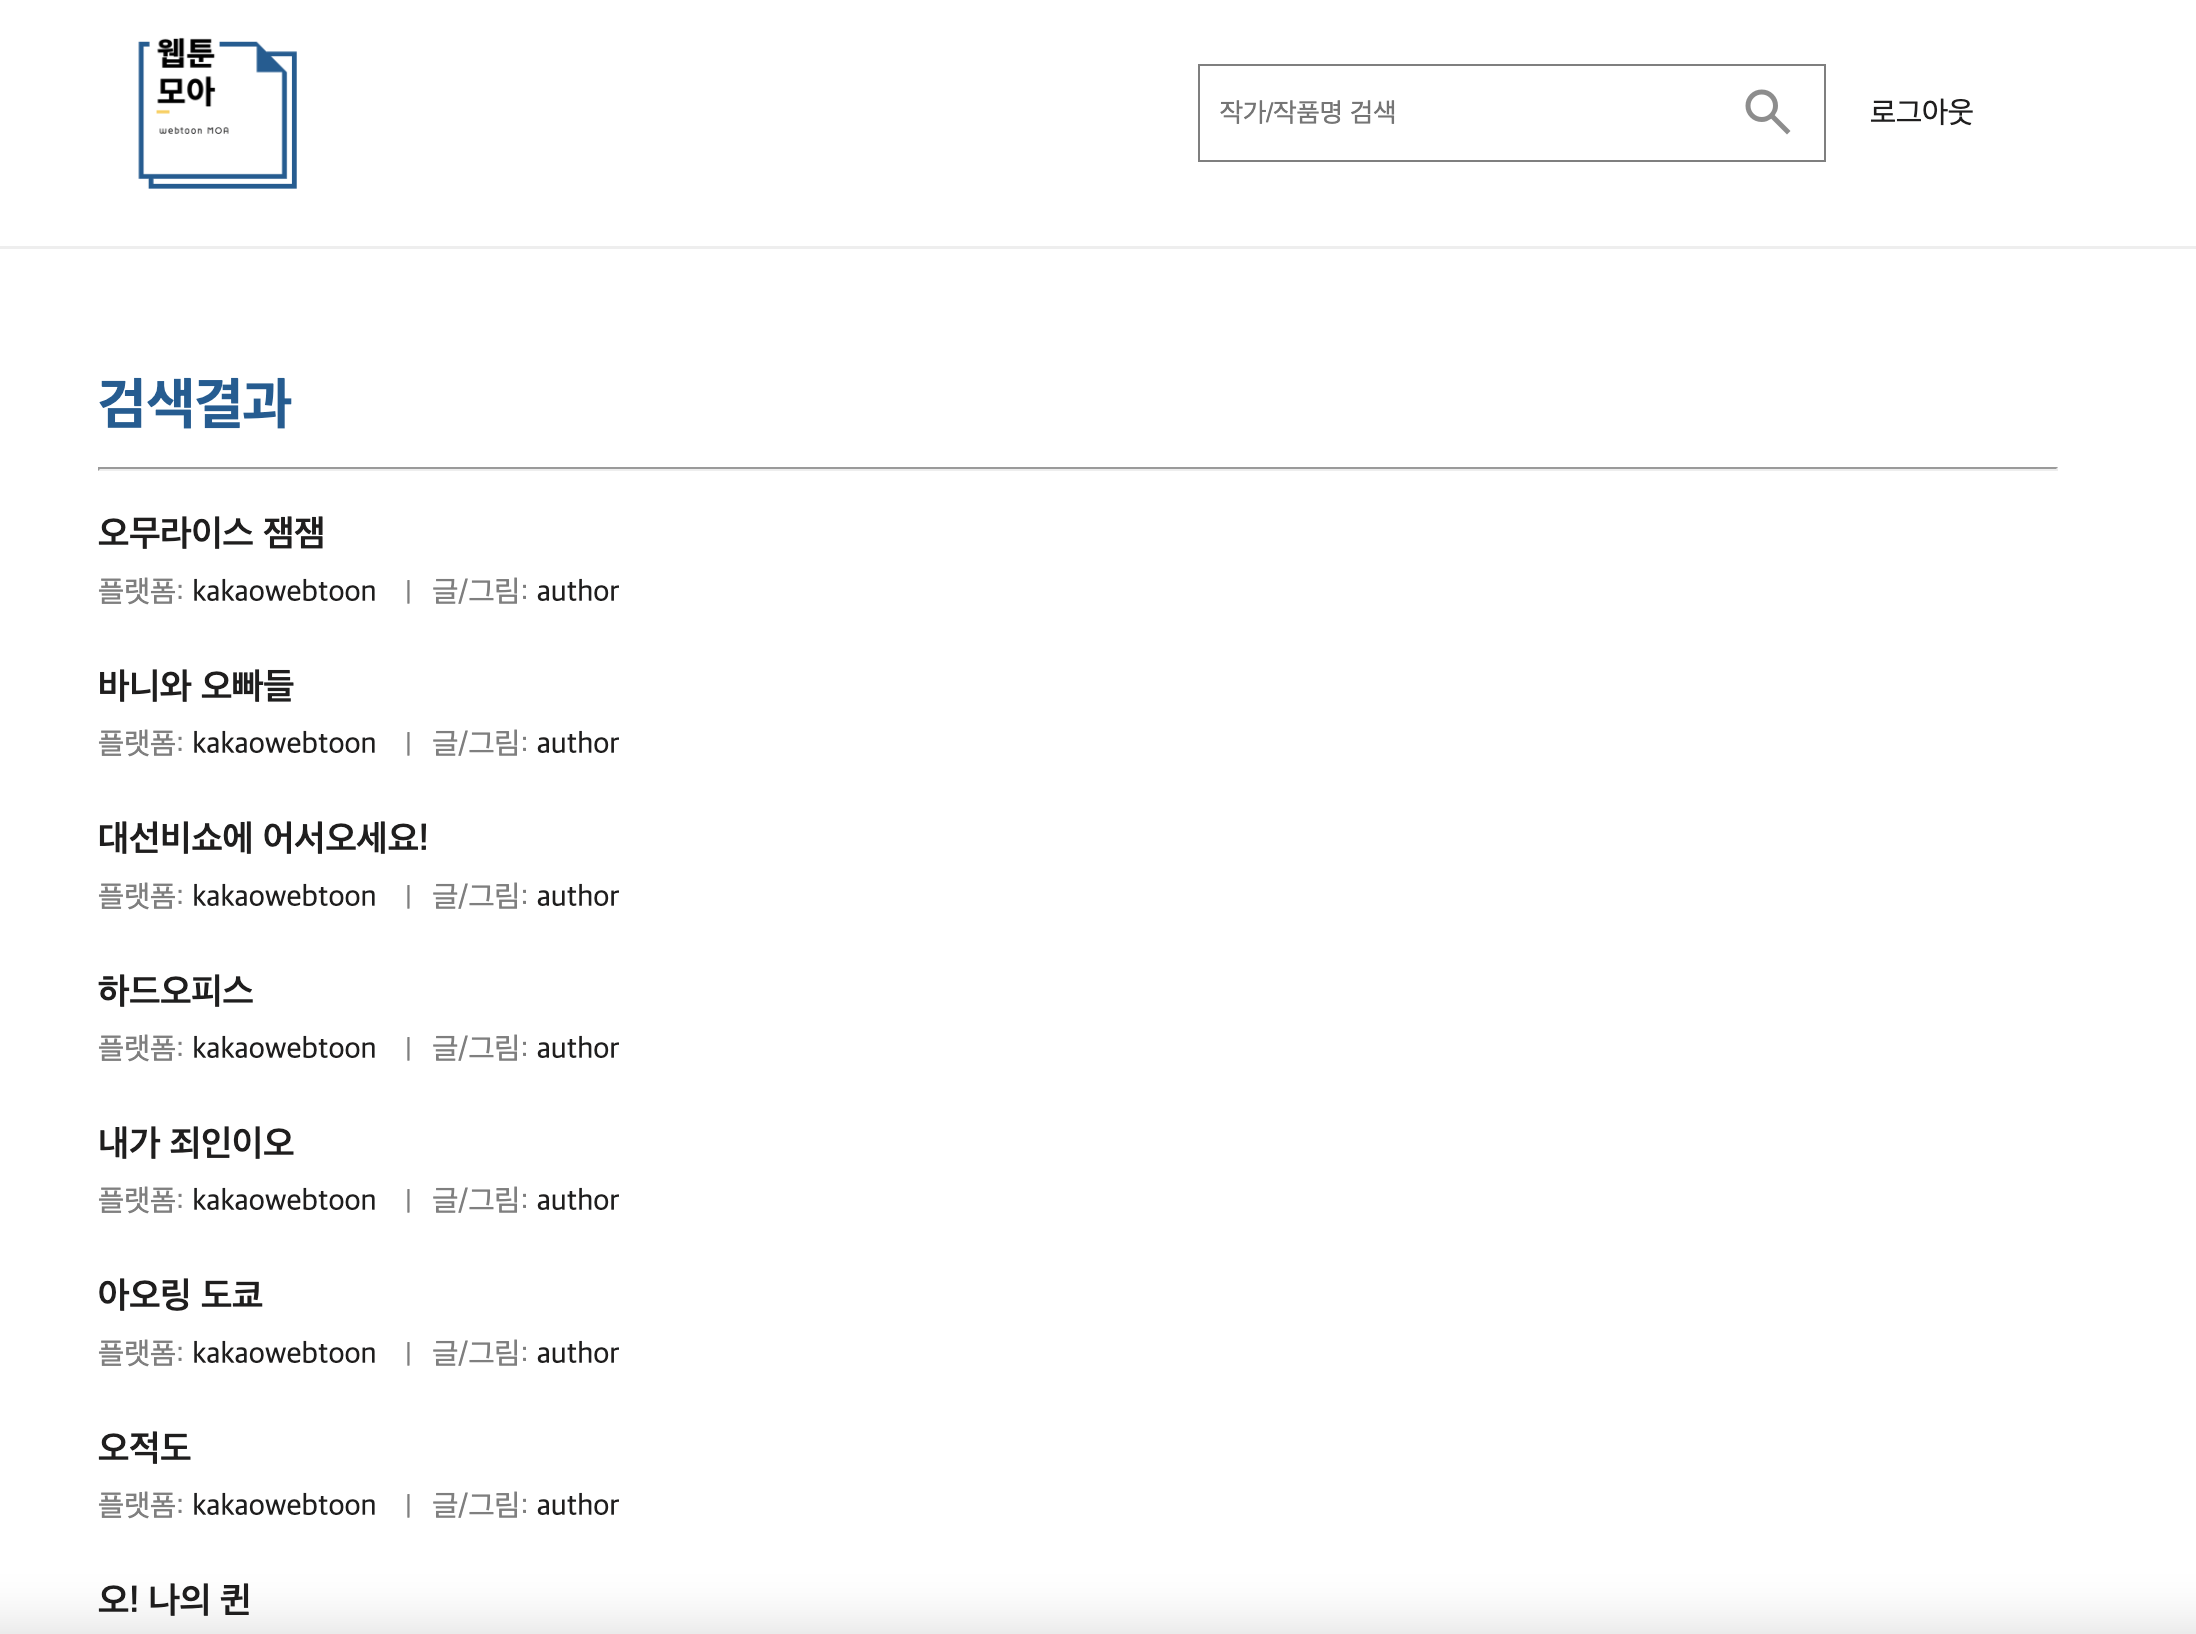 웹툰
모아
webtoon MOA
작가/작품명 검색
로그아웃
검색결과
오무라이스 잼잼
플랫폼: kakaowebtoon | 글/그림: author
바니와 오빠들
플랫폼: kakaowebtoon | 글/그림: author
대선비쇼에 어서오세요!
플랫폼: kakaowebtoon | 글/그림: author
하드오피스
플랫폼: kakaowebtoon | 글/그림: author
내가 죄인이오
플랫폼: kakaowebtoon | 글/그림: author
아오링 도쿄
플랫폼: kakaowebtoon | 글/그림: author
오적도
플랫폼: kakaowebtoon | 글/그림: author
오! 나의 퀸